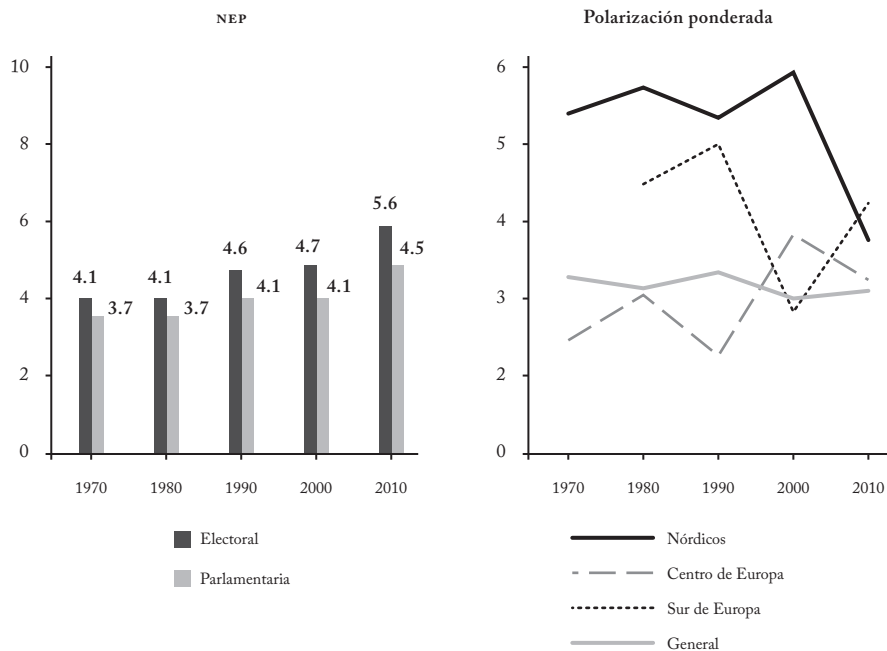 NEP
10
8
6
4
2
0
4.1
3.7
4.1
3.7
4.6
4.1
4.7
4.1
5.6
4.5
1970 1980 1990 2000 2010
Electoral
Parlamentaria
Polarización ponderada
6
5
4
3
2
0
1970 1980 1990 2000 2010
Nórdicos
Centro de Europa
Sur de Europa
General